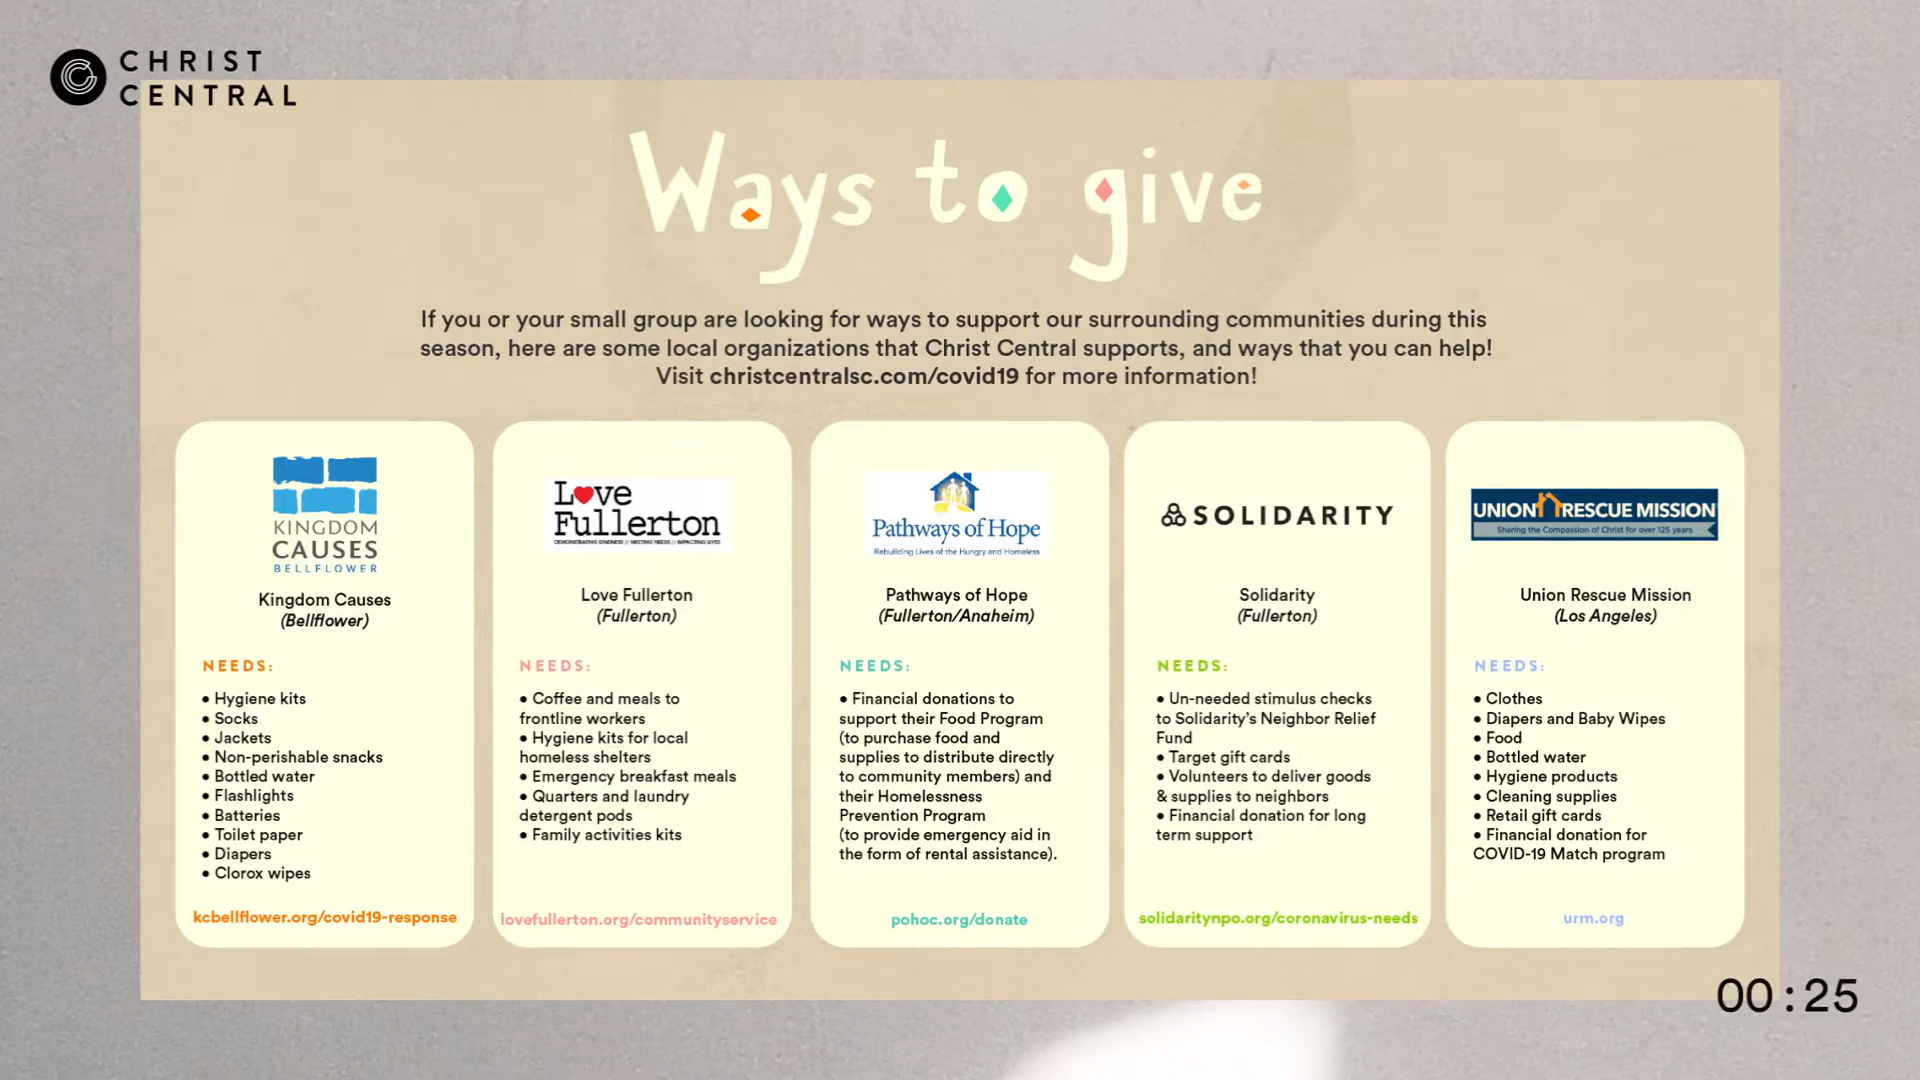 CHRIST
CENTRAL
Ways to give
If you or your small group are looking for ways to support our surrounding communities during this
season, here are some local organizations that Christ Central supports, and ways that you can help!
Visit christcentralsc.com/covid19 for more information!
KINGDOM
CAUSES
BELLFLOWER
Kingdom Causes
(Bellflower)
NEEDS:
• Hygiene kits
• Socks
• Jackets
• Non-perishable snacks
• Bottled water
• Flashlights
• Batteries
• Toilet paper
• Diapers
• Clorox wipes
kcbellflower.org/covid19-response
Love
Fullerton
DEMONSTRATING KINDNESS // MEETING NEEDS // IMPACTING LIVES
Love Fullerton
(Fullerton)
NEEDS:
• Coffee and meals to
frontline workers
• Hygiene kits for local
homeless shelters
• Emergency breakfast meals
• Quarters and laundry
detergent pods
• Family activities kits
lovefullerton.org/communityservice
Pathways of Hope
Rebuilding Lives of the Hungry and Homeless
Pathways of Hope
(Fullerton/Anaheim)
NEEDS:
• Financial donations to
support their Food Program
(to purchase food and
supplies to distribute directly
to community members) and
their Homelessness
Prevention Program
(to provide emergency aid in
the form of rental assistance).
pohoc.org/donate
SOLIDARITY
Solidarity
(Fullerton)
NEEDS:
• Un-needed stimulus checks
to Solidarity's Neighbor Relief
Fund
• Target gift cards
• Volunteers to deliver goods
& supplies to neighbors
• Financial donation for long
term support
solidaritynpo.org/coronavirus-needs
UNION RESCUE MISSION
Sharing the Compassion of Christ for over 125 years
Union Rescue Mission
(Los Angeles)
NEEDS:
• Clothes
• Diapers and Baby Wipes
• Food
• Bottled water
• Hygiene products
• Cleaning supplies
• Retail gift cards
• Financial donation for
COVID-19 Match program
urm.org
00:25